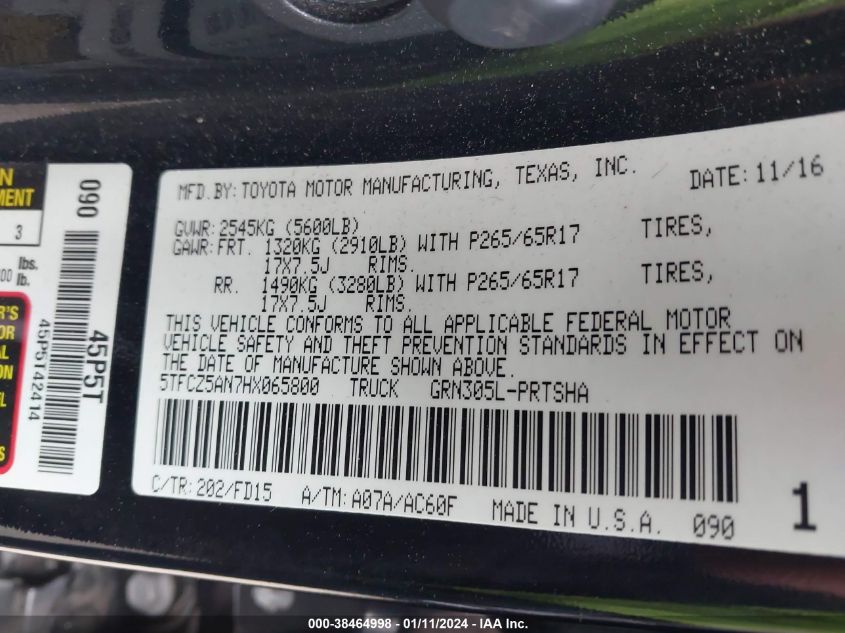 MFD. BY: TOYOTA MOTOR MANUFACTURING, TEXAS, INC. DATE: 11/16
GVWR: 2545KG (5600LB)
GAWR: FRT. 1320KG (2910LB) WITH P265/65R17 TIRES,
17X7.5J RIMS.
RR. 1490KG (3280LB) WITH P265/65R17 TIRES,
17X7.5J RIMS.
THIS VEHICLE CONFORMS TO ALL APPLICABLE FEDERAL MOTOR
VEHICLE SAFETY AND THEFT PREVENTION STANDARDS IN EFFECT ON
THE DATE OF MANUFACTURE SHOWN ABOVE.
5TFCZ5AN7HX065800 TRUCK GRN305L-PRTSHA
C/TR: 202/FD15 A/TM: A07A/AC60F MADE IN U.S.A. 090 1
090
45P5T
45P5T42414
3
lbs.
lb.
000-38464998 - 01/11/2024 - IAA Inc.